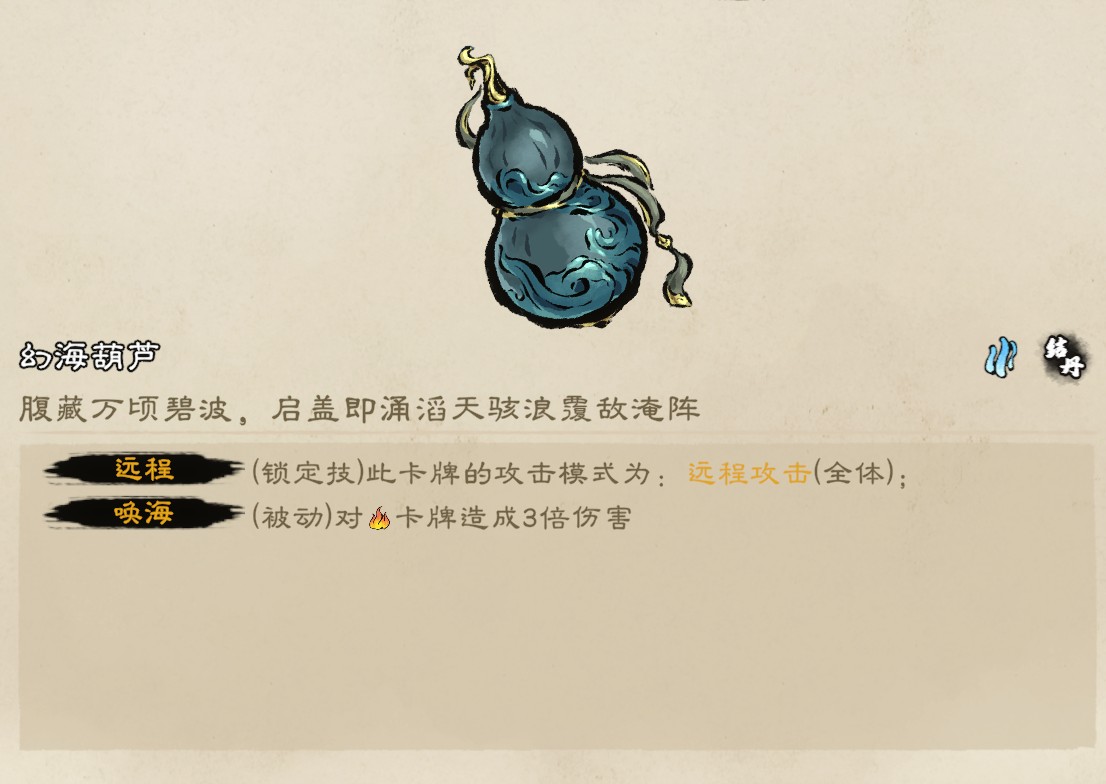 幻海葫芦
结丹
腹藏万顷碧波，启盖即涌滔天骇浪覆敌淹阵
远程 (锁定技)此卡牌的攻击模式为：远程攻击(全体)；
唤海 (被动)对卡牌造成3倍伤害